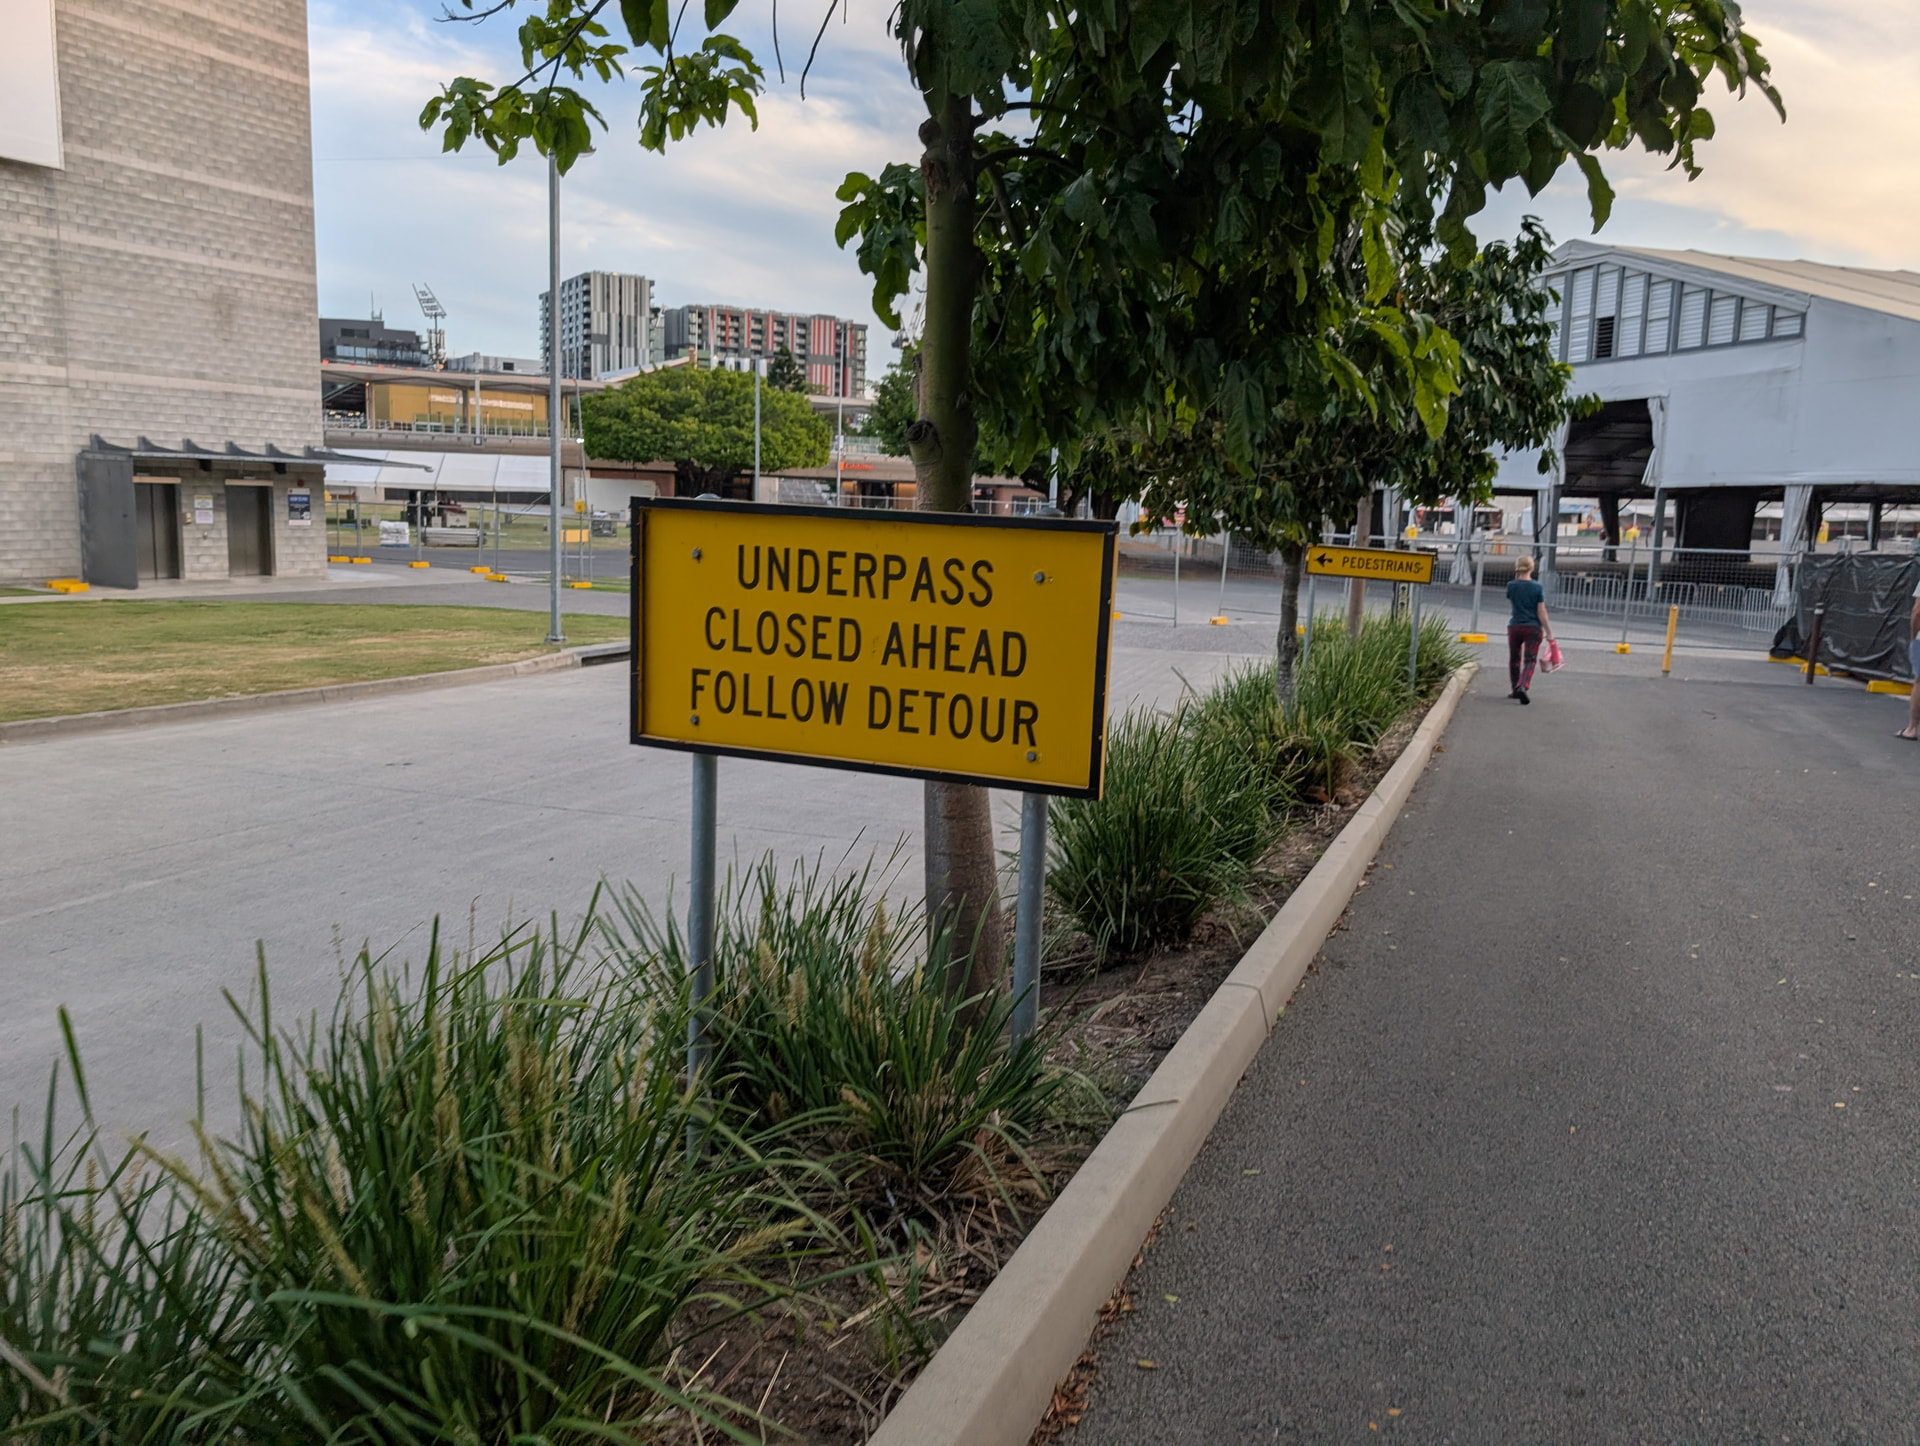 UNDERPASS
CLOSED AHEAD
FOLLOW DETOUR
PEDESTRIANS